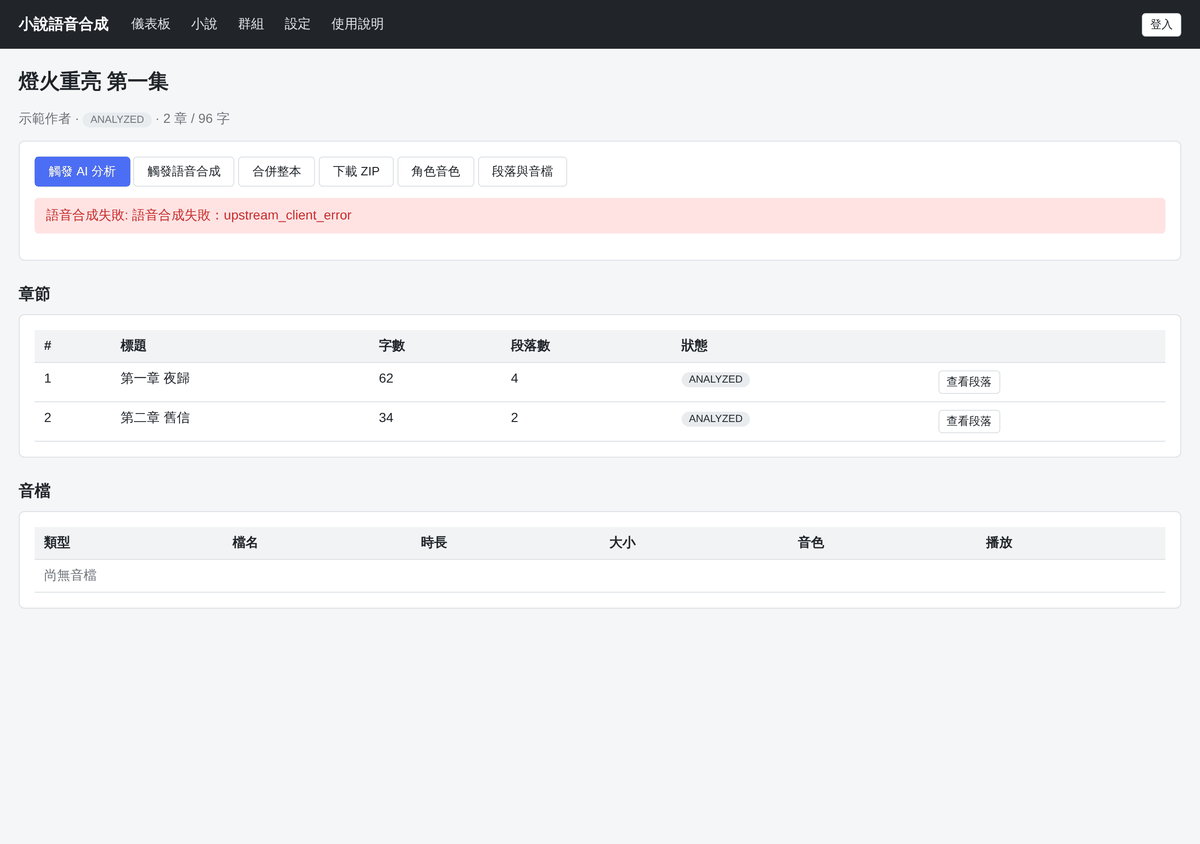 小說語音合成 儀表板 小說 群組 設定 使用說明 登入
燈火重亮 第一集
示範作者 · ANALYZED · 2 章 / 96 字
觸發 AI 分析 觸發語音合成 合併整本 下載 ZIP 角色音色 段落與音檔
語音合成失敗: 語音合成失敗：upstream_client_error
章節
# 標題 字數 段落數 狀態
1 第一章 夜歸 62 4 ANALYZED 查看段落
2 第二章 舊信 34 2 ANALYZED 查看段落
音檔
類型 檔名 時長 大小 音色 播放
尚無音檔